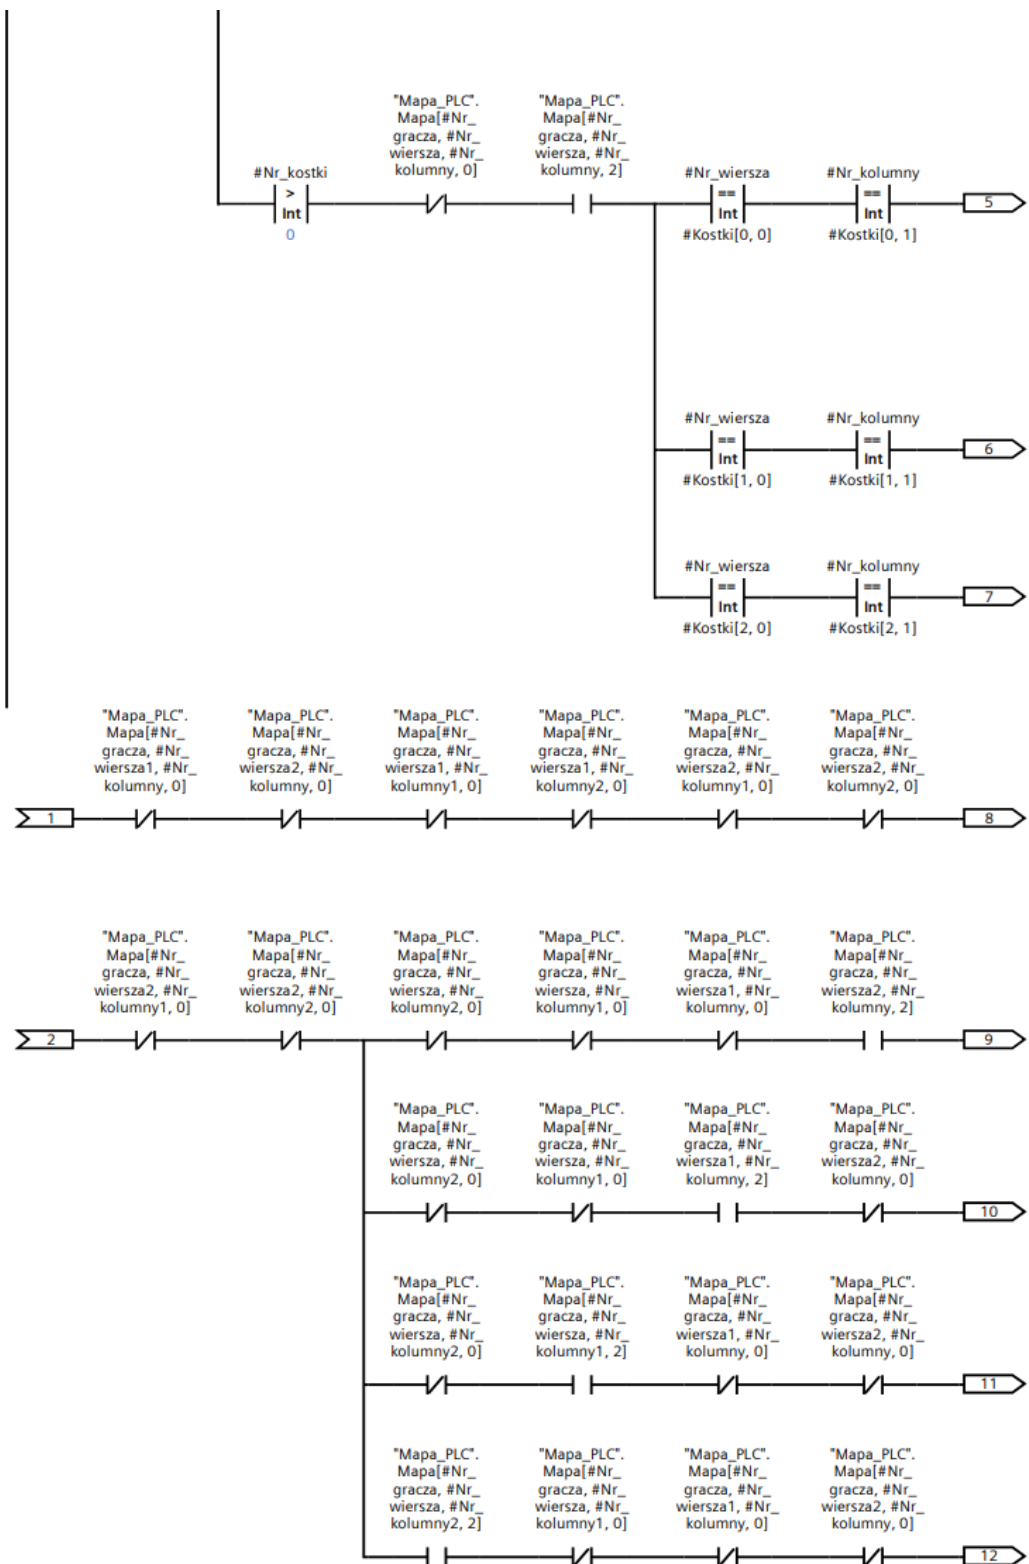 "Mapa_PLC".
Mapa[#Nr_
gracza, #Nr_
wiersza, #Nr_
kolumny, 0]
"Mapa_PLC".
Mapa[#Nr_
gracza, #Nr_
wiersza, #Nr_
kolumny, 2]
#Nr_kostki
>
Int
0
#Nr_wiersza
==
Int
#Kostki[0, 0]
#Nr_kolumny
==
Int
#Kostki[0, 1]
5
#Nr_wiersza
==
Int
#Kostki[1, 0]
#Nr_kolumny
==
Int
#Kostki[1, 1]
6
#Nr_wiersza
==
Int
#Kostki[2, 0]
#Nr_kolumny
==
Int
#Kostki[2, 1]
7
1
"Mapa_PLC".
Mapa[#Nr_
gracza, #Nr_
wiersza1, #Nr_
kolumny, 0]
"Mapa_PLC".
Mapa[#Nr_
gracza, #Nr_
wiersza2, #Nr_
kolumny, 0]
"Mapa_PLC".
Mapa[#Nr_
gracza, #Nr_
wiersza1, #Nr_
kolumny1, 0]
"Mapa_PLC".
Mapa[#Nr_
gracza, #Nr_
wiersza1, #Nr_
kolumny2, 0]
"Mapa_PLC".
Mapa[#Nr_
gracza, #Nr_
wiersza2, #Nr_
kolumny1, 0]
"Mapa_PLC".
Mapa[#Nr_
gracza, #Nr_
wiersza2, #Nr_
kolumny2, 0]
8
2
"Mapa_PLC".
Mapa[#Nr_
gracza, #Nr_
wiersza2, #Nr_
kolumny1, 0]
"Mapa_PLC".
Mapa[#Nr_
gracza, #Nr_
wiersza2, #Nr_
kolumny2, 0]
"Mapa_PLC".
Mapa[#Nr_
gracza, #Nr_
wiersza, #Nr_
kolumny2, 0]
"Mapa_PLC".
Mapa[#Nr_
gracza, #Nr_
wiersza, #Nr_
kolumny1, 0]
"Mapa_PLC".
Mapa[#Nr_
gracza, #Nr_
wiersza1, #Nr_
kolumny, 0]
"Mapa_PLC".
Mapa[#Nr_
gracza, #Nr_
wiersza2, #Nr_
kolumny, 2]
9
"Mapa_PLC".
Mapa[#Nr_
gracza, #Nr_
wiersza, #Nr_
kolumny2, 0]
"Mapa_PLC".
Mapa[#Nr_
gracza, #Nr_
wiersza, #Nr_
kolumny1, 0]
"Mapa_PLC".
Mapa[#Nr_
gracza, #Nr_
wiersza1, #Nr_
kolumny, 2]
"Mapa_PLC".
Mapa[#Nr_
gracza, #Nr_
wiersza2, #Nr_
kolumny, 0]
10
"Mapa_PLC".
Mapa[#Nr_
gracza, #Nr_
wiersza, #Nr_
kolumny2, 0]
"Mapa_PLC".
Mapa[#Nr_
gracza, #Nr_
wiersza, #Nr_
kolumny1, 2]
"Mapa_PLC".
Mapa[#Nr_
gracza, #Nr_
wiersza1, #Nr_
kolumny, 0]
"Mapa_PLC".
Mapa[#Nr_
gracza, #Nr_
wiersza2, #Nr_
kolumny, 0]
11
"Mapa_PLC".
Mapa[#Nr_
gracza, #Nr_
wiersza, #Nr_
kolumny2, 2]
"Mapa_PLC".
Mapa[#Nr_
gracza, #Nr_
wiersza, #Nr_
kolumny1, 0]
"Mapa_PLC".
Mapa[#Nr_
gracza, #Nr_
wiersza1, #Nr_
kolumny, 0]
"Mapa_PLC".
Mapa[#Nr_
gracza, #Nr_
wiersza2, #Nr_
kolumny, 0]
12